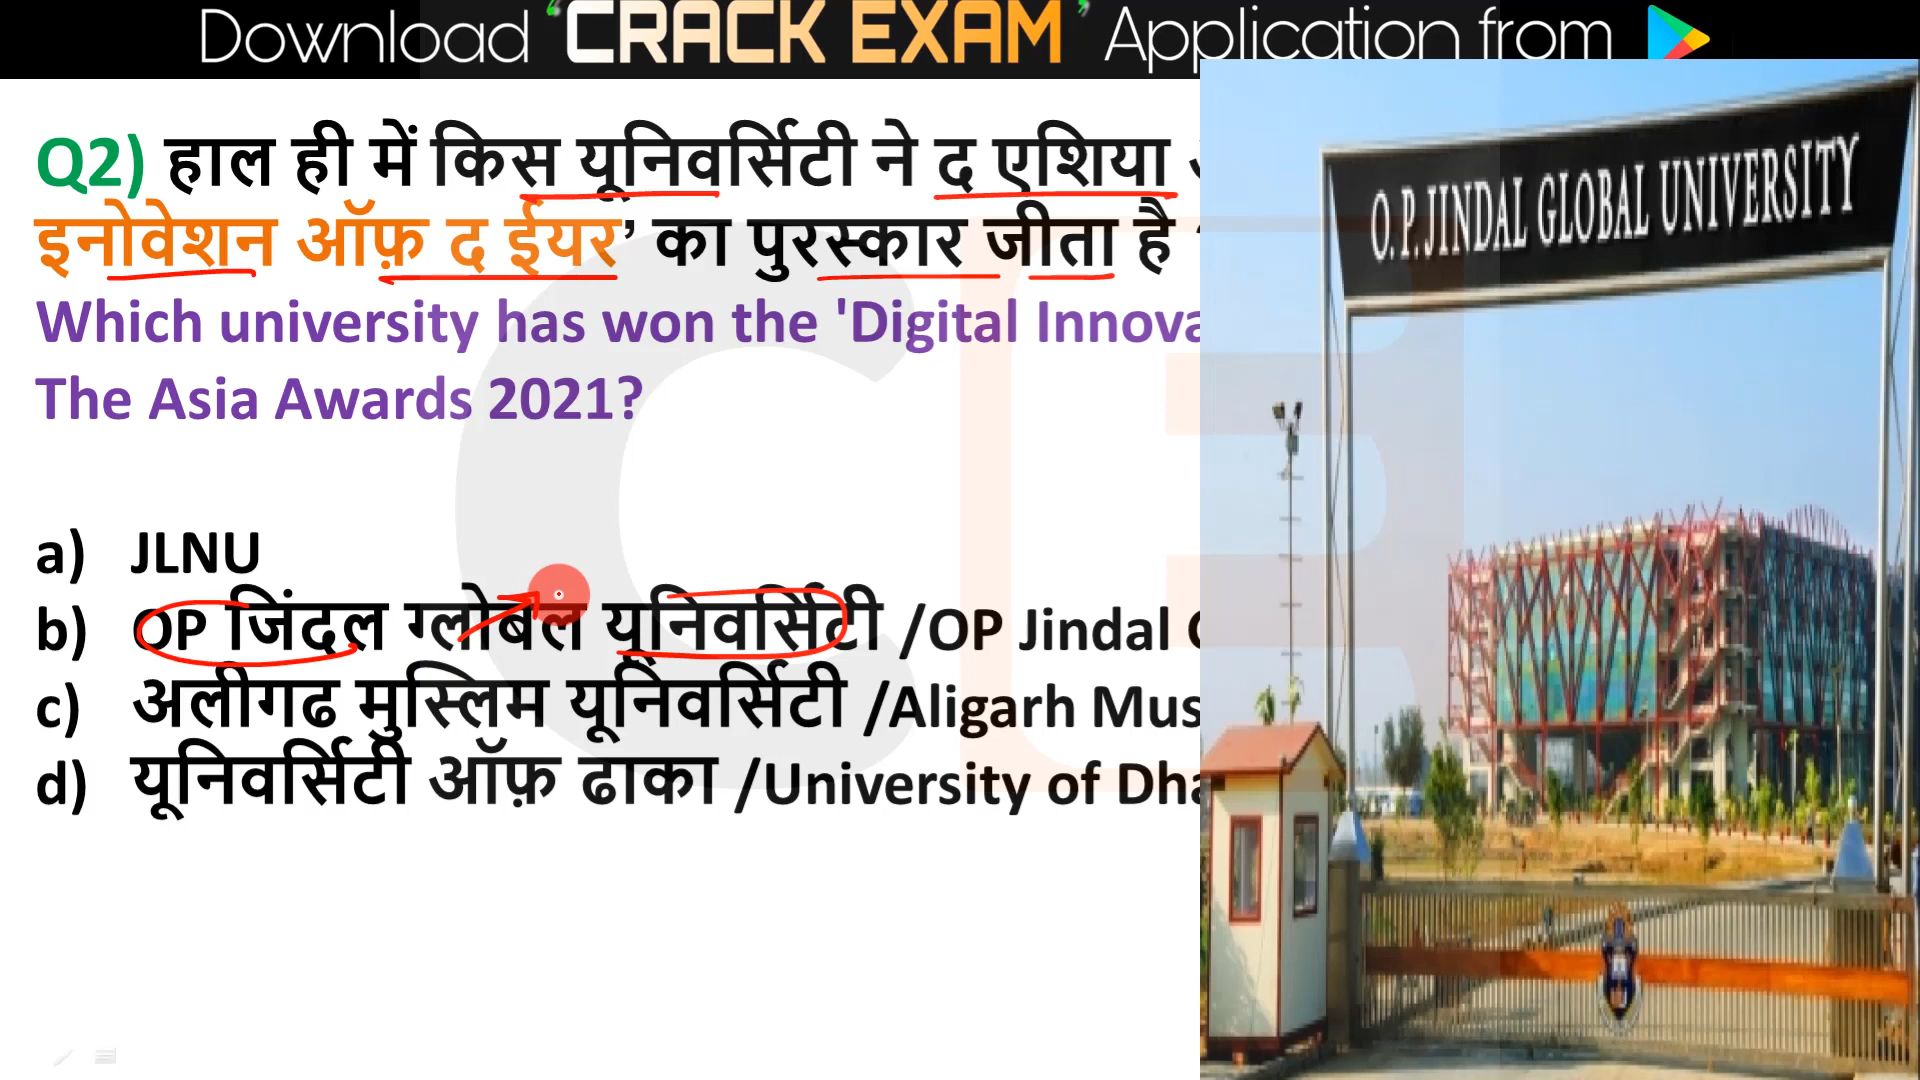 Download ‘CRACK EXAM’ Application from
Q2) हाल ही में किस यूनिवर्सिटी ने द एशिया
इनोवेशन ऑफ़ द ईयर’ का पुरस्कार जीता है ?
Which university has won the 'Digital Innova
The Asia Awards 2021?
a) JLNU
b) OP जिंदल ग्लोबल यूनिवर्सिटी /OP Jindal
c) अलीगढ मुस्लिम यूनिवर्सिटी /Aligarh Mus
d) यूनिवर्सिटी ऑफ़ ढाका /University of Dha
O.P. JINDAL GLOBAL UNIVERSITY